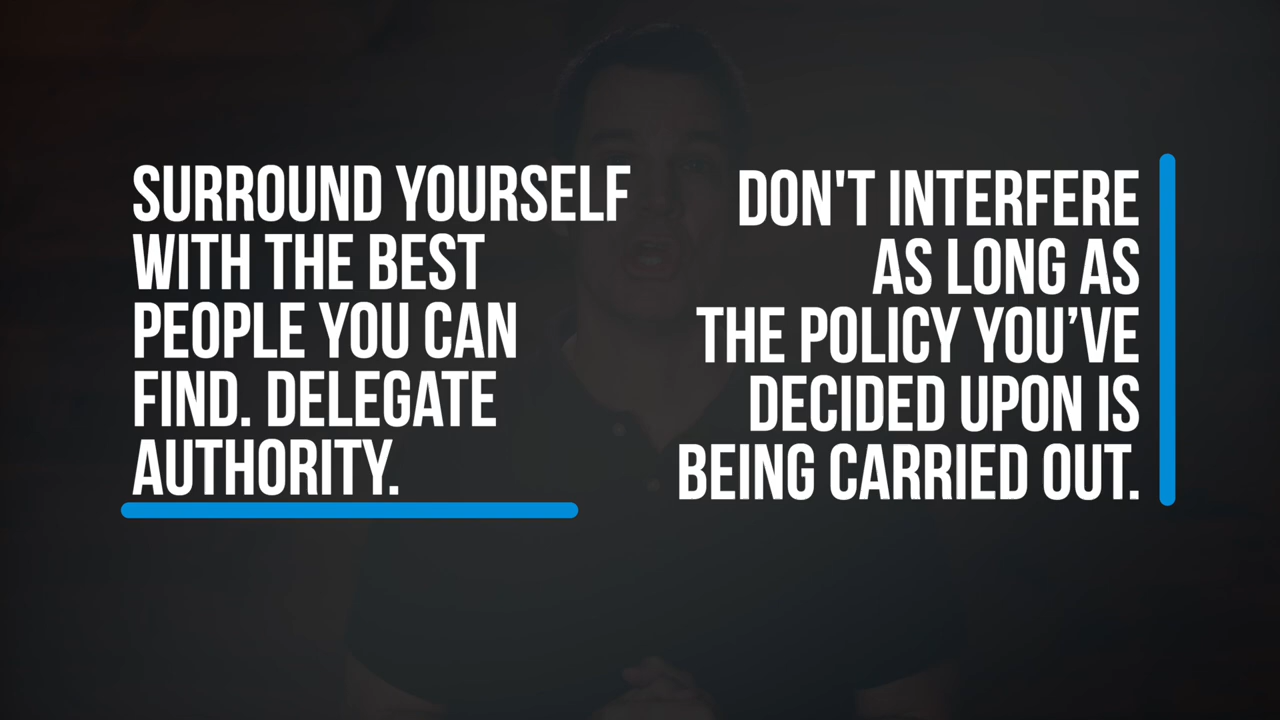 SURROUND YOURSELF
WITH THE BEST
PEOPLE YOU CAN
FIND. DELEGATE
AUTHORITY.
DON'T INTERFERE
AS LONG AS
THE POLICY YOU’VE
DECIDED UPON IS
BEING CARRIED OUT.